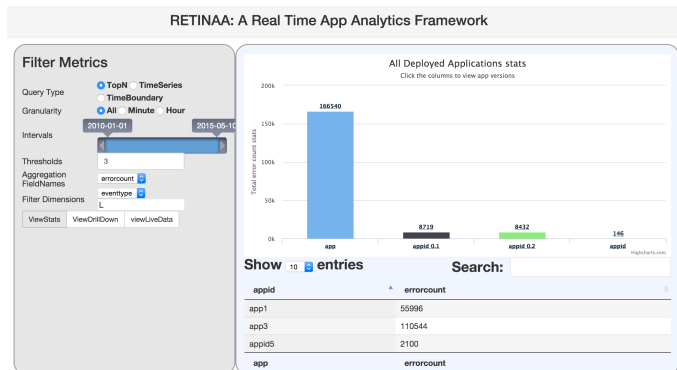 RETINAA: A Real Time App Analytics Framework
Filter Metrics
Query Type
TopN TimeSeries
TimeBoundary
Granularity
All Minute Hour
2010-01-01 2015-05-10
Intervals
Thresholds
3
Aggregation
FieldNames
errorcount
eventtype
Filter Dimensions
L
ViewStats ViewDrillDown viewLiveData
All Deployed Applications stats
Click the columns to view app versions
Total error count stats
200k
150k
100k
50k
0k
166540
8719
8432
146
app
appid 0.1
appid 0.2
appid
Highcharts.com
Show 10 entries
Search:
appid errorcount
app1 55996
app3 110544
appid5 2100
app errorcount